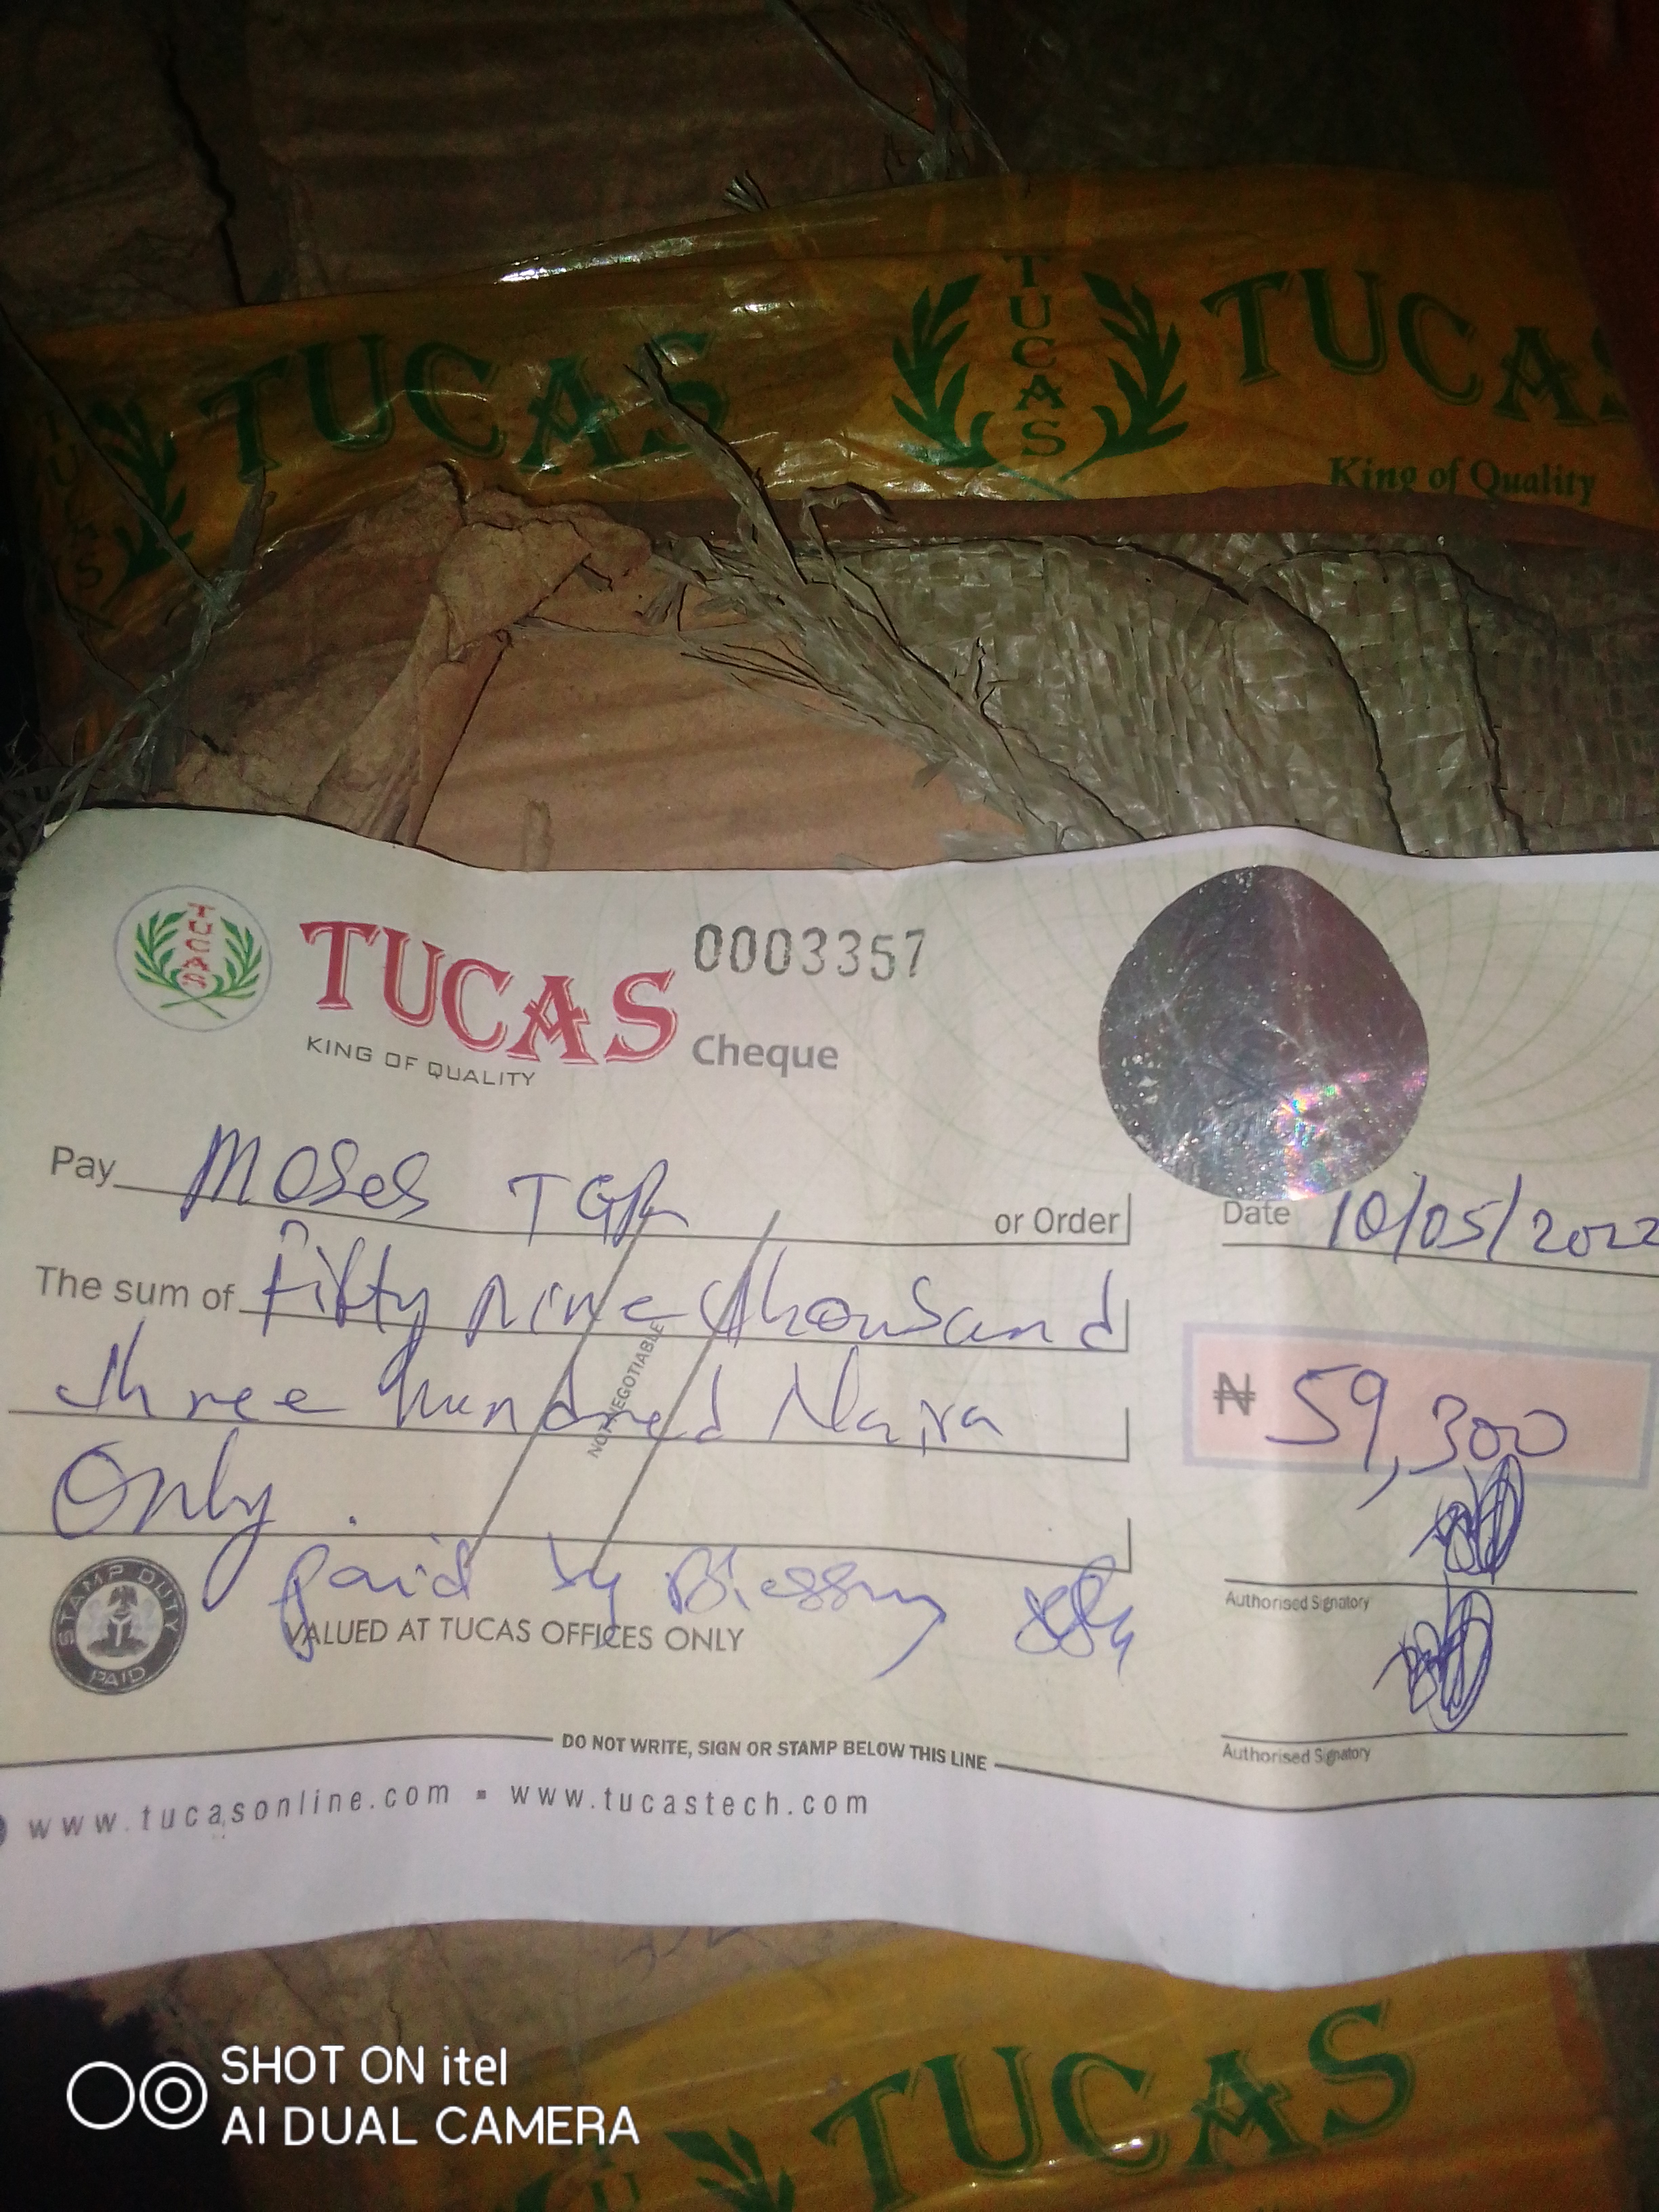 TUCAS
TUCAS
TUCAS
TUCAS
TUCAS
King of Quality
TUCAS
TUCAS
KING OF QUALITY
0003357
Cheque
Pay Moses TGR or Order
Date 10/05/2022
The sum of fifty nine thousand
three hundred Naira
Only.
NOT NEGOTIABLE
₦ 59,300
paid by Blessing
STAMP DUTY
PAID
VALUED AT TUCAS OFFICES ONLY
Authorised Signatory
Authorised Signatory
DO NOT WRITE, SIGN OR STAMP BELOW THIS LINE
www.tucasonline.com ▪ www.tucastech.com
SHOT ON itel
AI DUAL CAMERA
TUCAS
TU